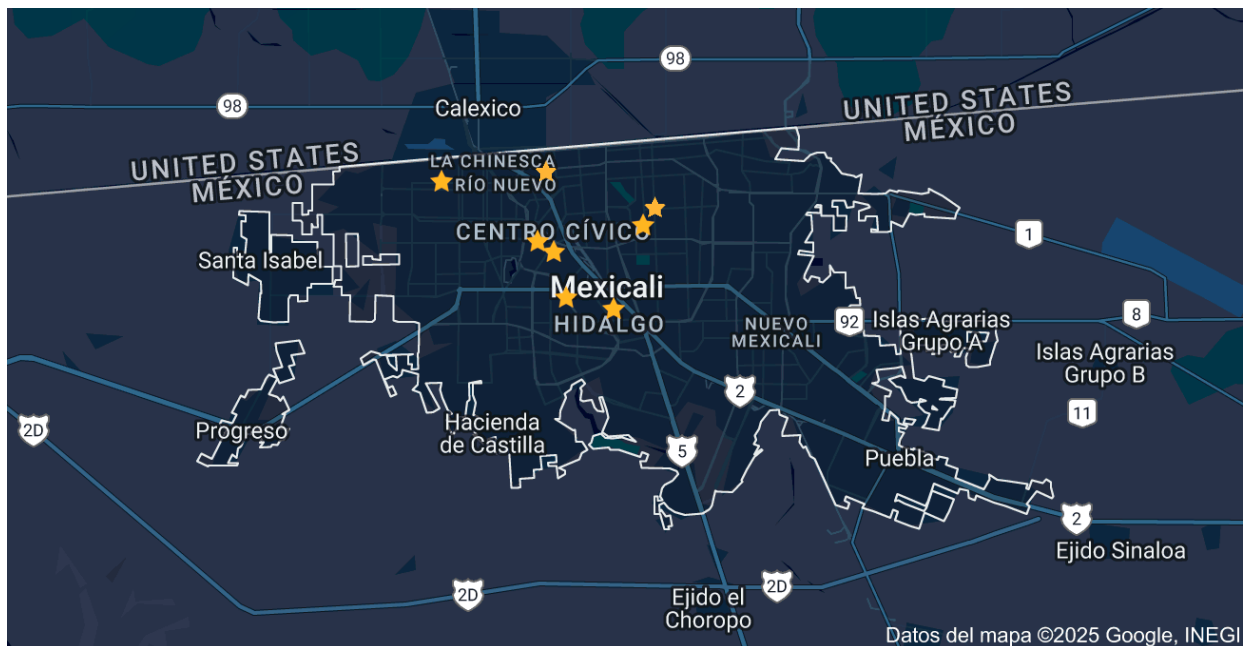 98
98
Calexico
UNITED STATES
MÉXICO
UNITED STATES
MÉXICO
LA CHINESCA
RÍO NUEVO
CENTRO CÍVICO
1
Santa Isabel
Mexicali
HIDALGO
NUEVO
MEXICALI
92
Islas Agrarias
Grupo A
8
Islas Agrarias
Grupo B
2
11
2D
Progreso
Hacienda
de Castilla
5
Puebla
2
Ejido Sinaloa
2D
2D
Ejido el
Choropo
Datos del mapa ©2025 Google, INEGI